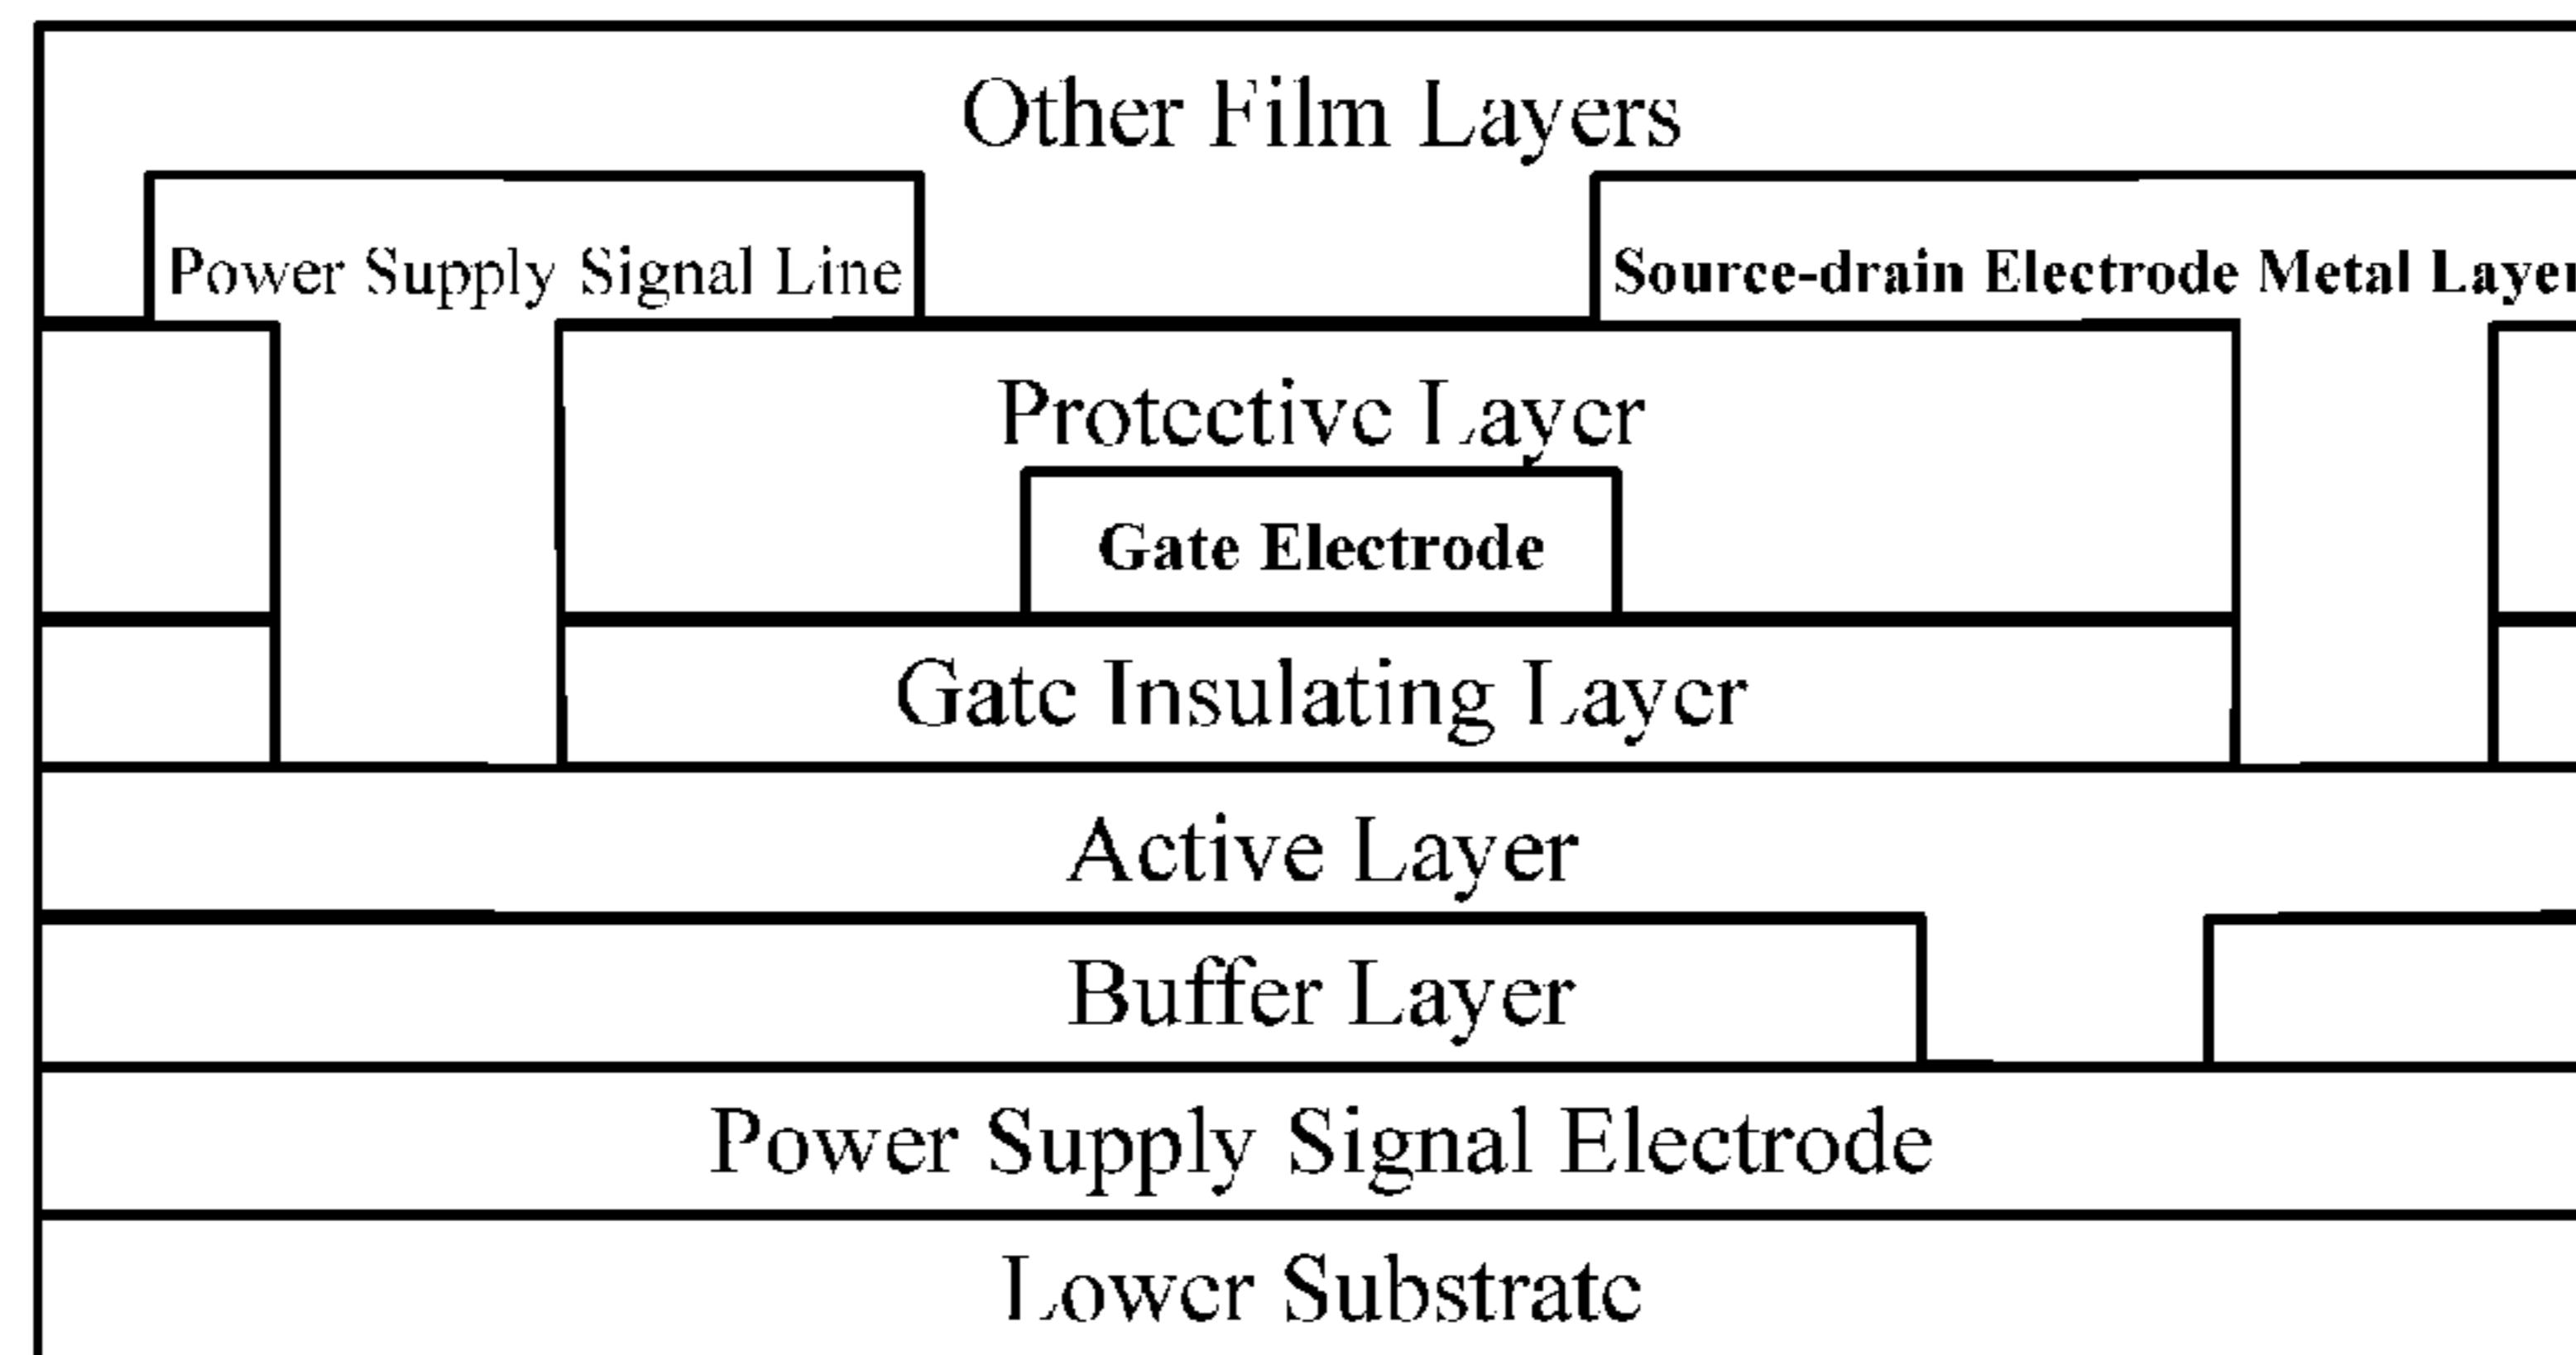 Other Film Layers
Power Supply Signal Line
Source-drain Electrode Metal Layer
Protective Layer
Gate Electrode
Gate Insulating Layer
Active Layer
Buffer Layer
Power Supply Signal Electrode
Lower Substrate